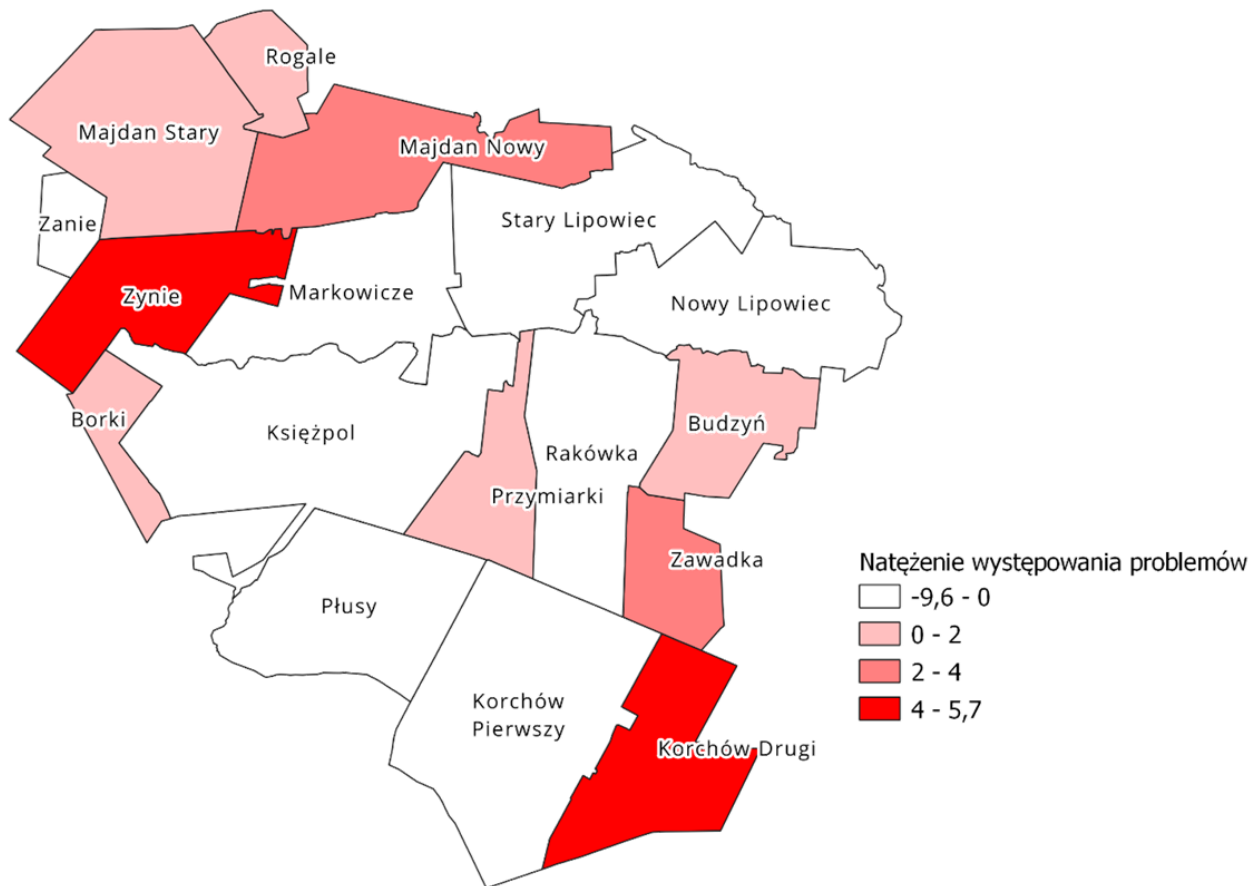 Rogale
Majdan Stary
Majdan Nowy
Zanie
Stary Lipowiec
Zynie
Markowicze
Nowy Lipowiec
Borki
Księżpol
Budzyń
Rakówka
Przymiarki
Zawadka
Płusy
Korchów
Pierwszy
Korchów Drugi
Natężenie występowania problemów
-9,6 - 0
0 - 2
2 - 4
4 - 5,7